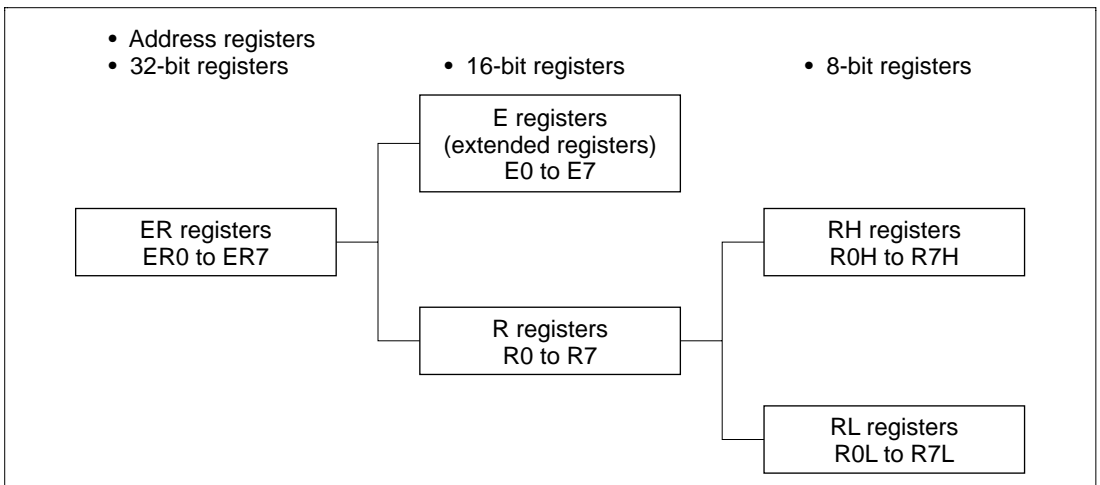 • Address registers
• 32-bit registers
• 16-bit registers
• 8-bit registers
E registers
(extended registers)
E0 to E7
ER registers
ER0 to ER7
RH registers
R0H to R7H
R registers
R0 to R7
RL registers
R0L to R7L